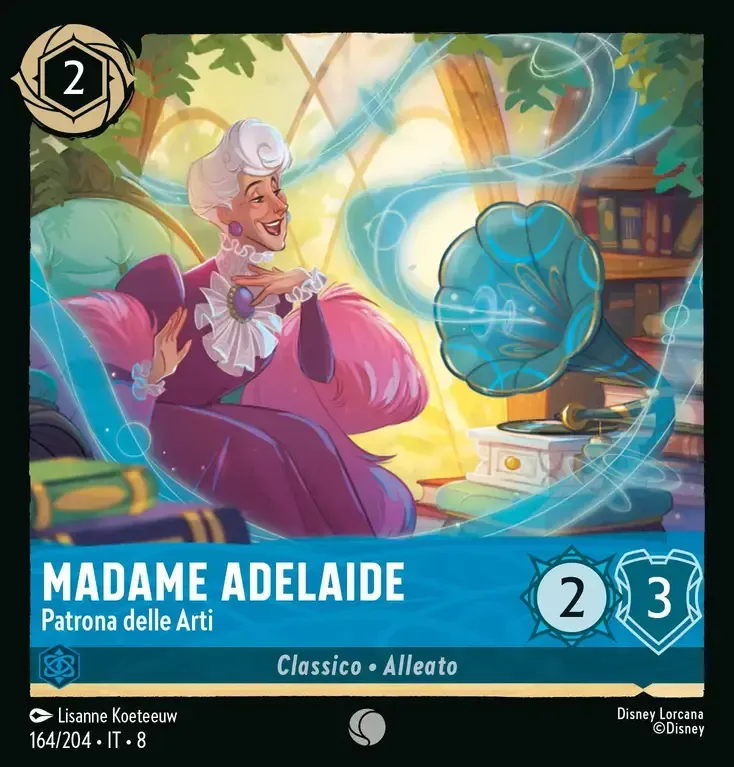 2
MADAME ADELAIDE
Patrona delle Arti
2
3
Classico • Alleato
Lisanne Koeteeuw
164/204 • IT • 8
Disney Lorcana
©Disney